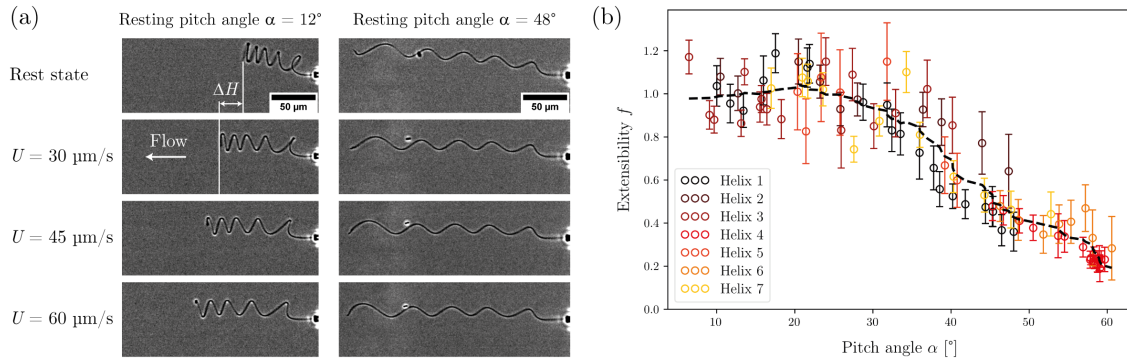 (a)
Resting pitch angle α = 12°
Resting pitch angle α = 48°
Rest state
ΔH
50 µm
50 µm
Flow
U = 30 µm/s
U = 45 µm/s
U = 60 µm/s
(b)
Extensibility f
1.2
1.0
0.8
0.6
0.4
0.2
0.0
Helix 1
Helix 2
Helix 3
Helix 4
Helix 5
Helix 6
Helix 7
10 20 30 40 50 60
Pitch angle α [°]